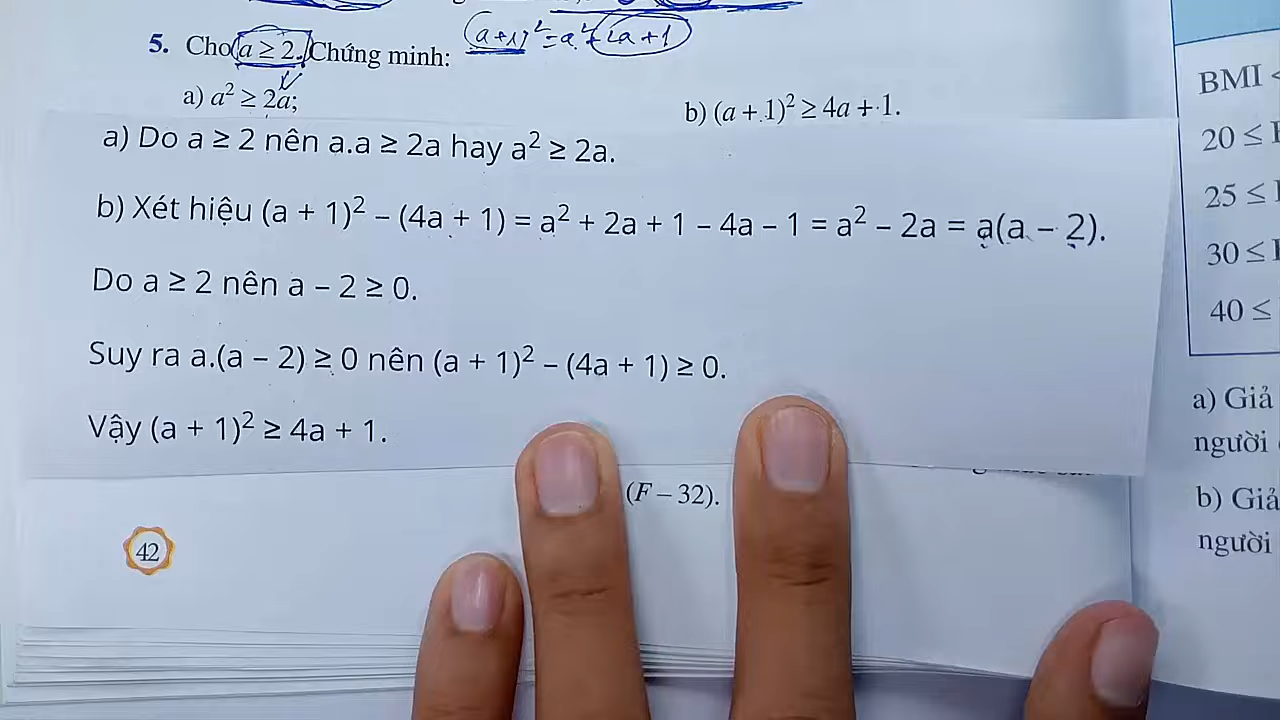 5. Cho a ≥ 2. Chứng minh: (a+1)² = a² + 2a + 1
a) a² ≥ 2a;
b) (a + 1)² ≥ 4a + 1.
a) Do a ≥ 2 nên a.a ≥ 2a hay a² ≥ 2a.
b) Xét hiệu (a + 1)² – (4a + 1) = a² + 2a + 1 – 4a – 1 = a² – 2a = a(a – 2).
Do a ≥ 2 nên a – 2 ≥ 0.
Suy ra a.(a – 2) ≥ 0 nên (a + 1)² – (4a + 1) ≥ 0.
Vậy (a + 1)² ≥ 4a + 1.
(F – 32).
42
BMI <
20 ≤
25 ≤
30 ≤
40 ≤
a) Giả
người
b) Giả
người